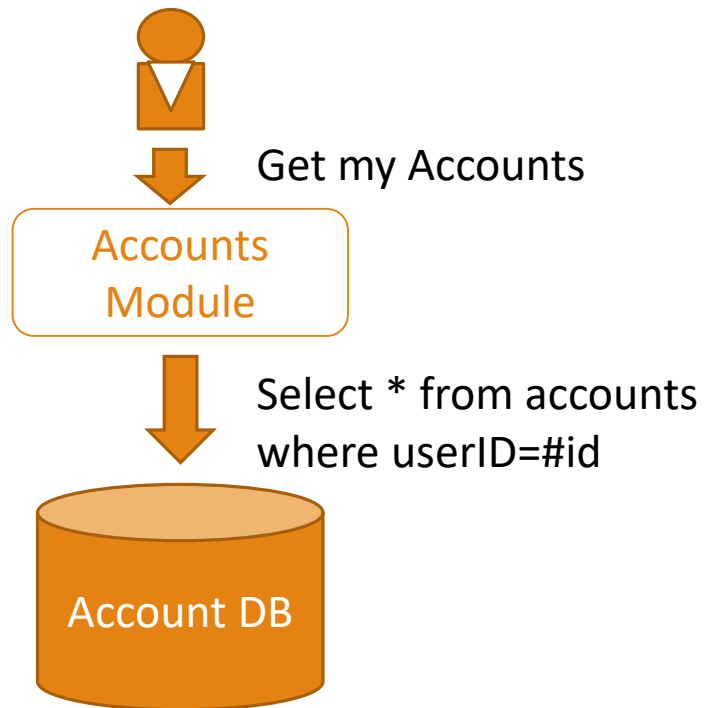 Get my Accounts
Accounts
Module
Select * from accounts
where userID=#id
Account DB